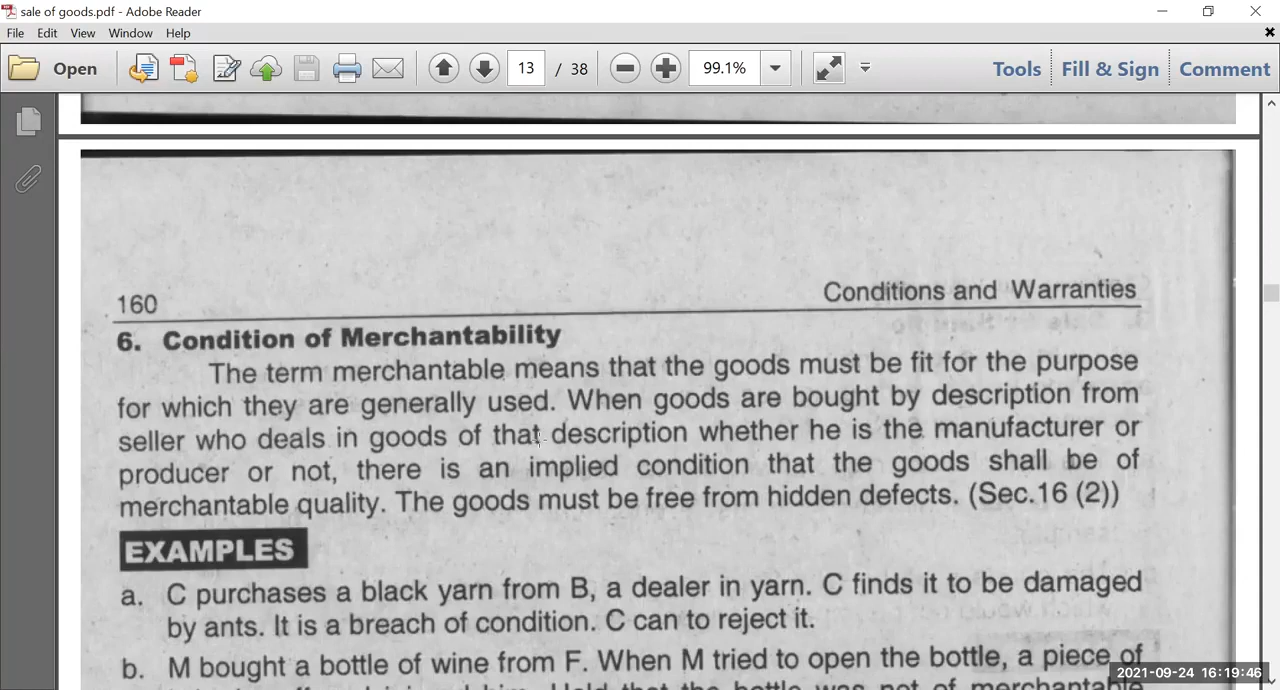 sale of goods.pdf - Adobe Reader
File Edit View Window Help
Open 13 / 38 99.1% Tools Fill & Sign Comment
160 Conditions and Warranties
6. Condition of Merchantability
The term merchantable means that the goods must be fit for the purpose
for which they are generally used. When goods are bought by description from
seller who deals in goods of that description whether he is the manufacturer or
producer or not, there is an implied condition that the goods shall be of
merchantable quality. The goods must be free from hidden defects. (Sec.16 (2))
EXAMPLES
a. C purchases a black yarn from B, a dealer in yarn. C finds it to be damaged
by ants. It is a breach of condition. C can to reject it.
b. M bought a bottle of wine from F. When M tried to open the bottle, a piece of
that the bottle was not of merchantable
2021-09-24 16:19:46